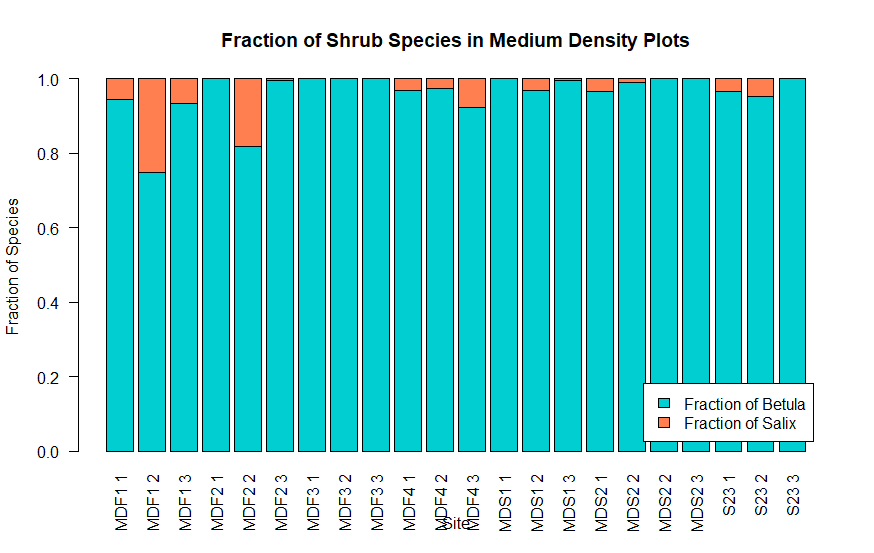 Fraction of Shrub Species in Medium Density Plots
Fraction of Species
1.0
0.8
0.6
0.4
0.2
0.0
Fraction of Betula
Fraction of Salix
MDF1 1
MDF1 2
MDF1 3
MDF2 1
MDF2 2
MDF2 3
MDF3 1
MDF3 2
MDF3 3
MDF4 1
MDF4 2
MDF4 3
MDS1 1
MDS1 2
MDS1 3
MDS2 1
MDS2 2
MDS2 2
MDS2 3
S23 1
S23 2
S23 3
Site